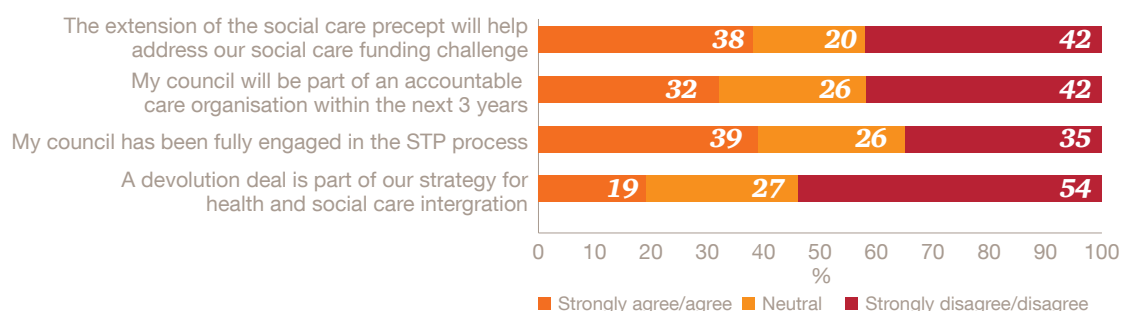 The extension of the social care precept will help
address our social care funding challenge
38 20 42
My council will be part of an accountable
care organisation within the next 3 years
32 26 42
My council has been fully engaged in the STP process
39 26 35
A devolution deal is part of our strategy for
health and social care intergration
19 27 54
0 10 20 30 40 50 60 70 80 90 100
%
Strongly agree/agree Neutral Strongly disagree/disagree